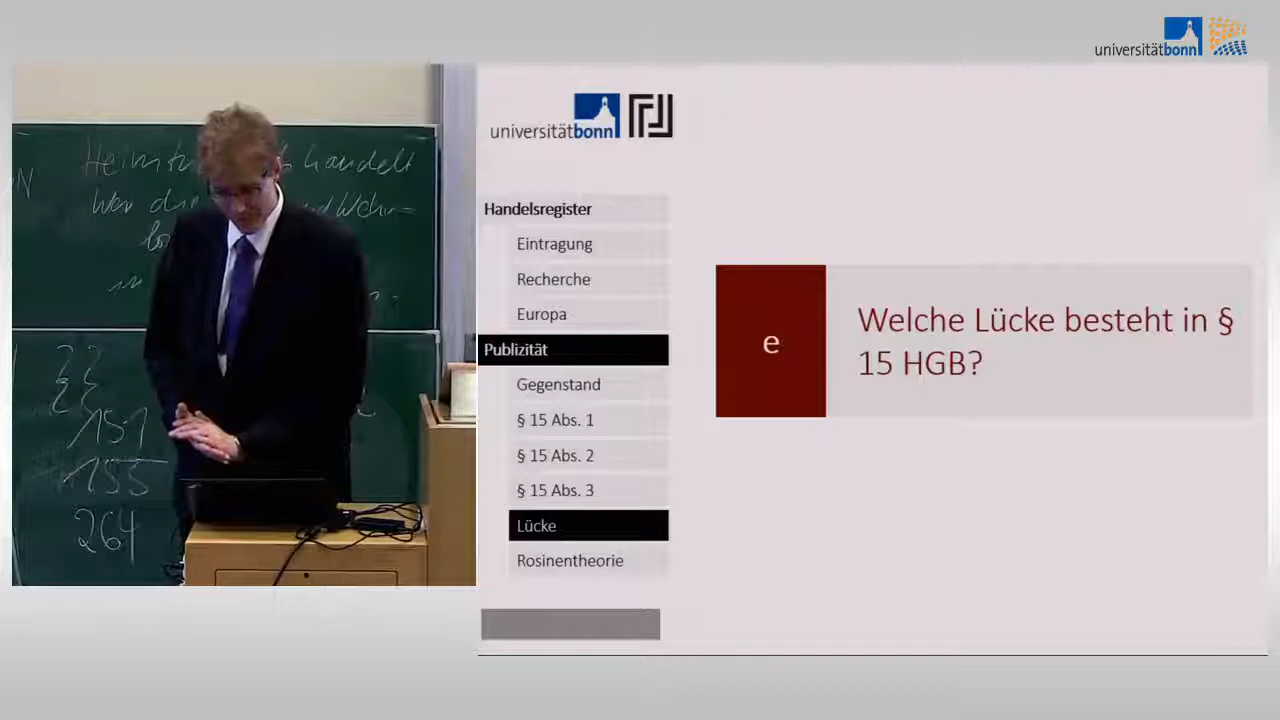 universitätbonn
universitätbonn
Handelsregister
Eintragung
Recherche
Europa
Publizität
Gegenstand
§ 15 Abs. 1
§ 15 Abs. 2
§ 15 Abs. 3
Lücke
Rosinentheorie
e
Welche Lücke besteht in §
15 HGB?
handelt
151
155
264